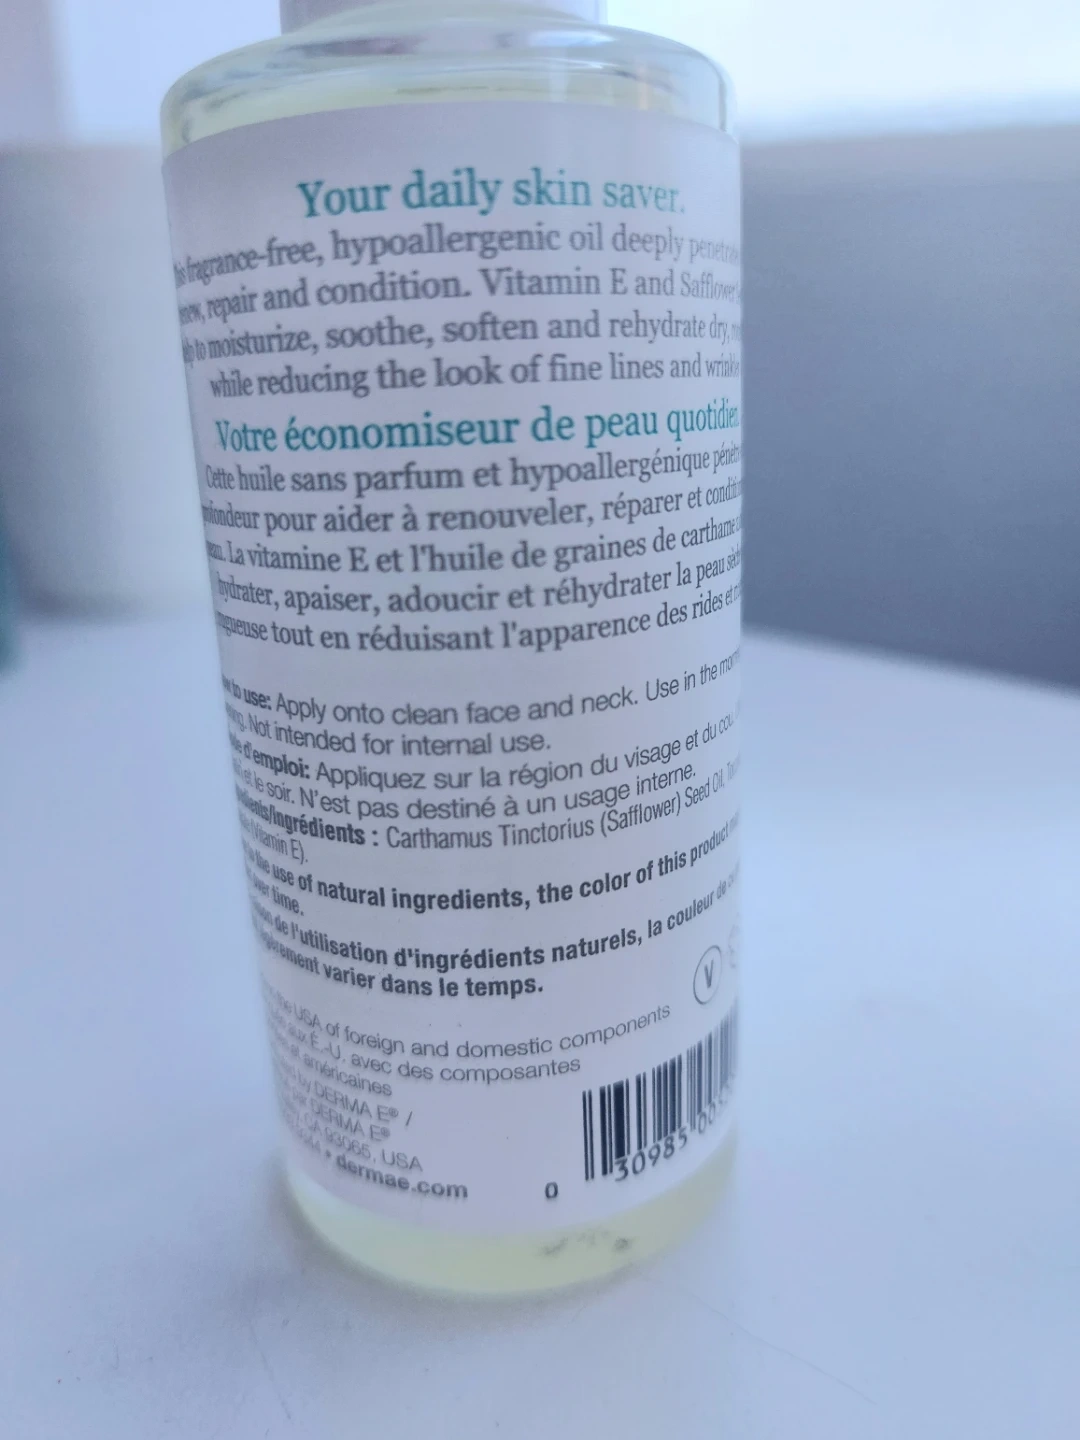 Your daily skin saver.
fragrance-free, hypoallergenic oil deeply
repair and condition. Vitamin E and Safflower
to moisturize, soothe, soften and rehydrate dry,
while reducing the look of fine lines and
Votre économiseur de peau quotidien.
Cette huile sans parfum et hypoallergénique
pour aider à renouveler, réparer et
La vitamine E et l'huile de graines de carthame
hydrater, apaiser, adoucir et réhydrater la peau
tout en réduisant l'apparence des rides et
to use: Apply onto clean face and neck. Use in the
Not intended for internal use.
d'emploi: Appliquez sur la région du visage et du cou
et le soir. N'est pas destiné à un usage interne.
/Ingrédients : Carthamus Tinctorius (Safflower) Seed Oil,
(Vitamin E).
the use of natural ingredients, the color of this product
over time.
de l'utilisation d'ingrédients naturels, la couleur de
varier dans le temps.
V
the USA of foreign and domestic components
aux É.-U. avec des composantes
et américaines
by DERMA E® /
DERMA E®
CA 93065, USA
• dermae.com
0 30985